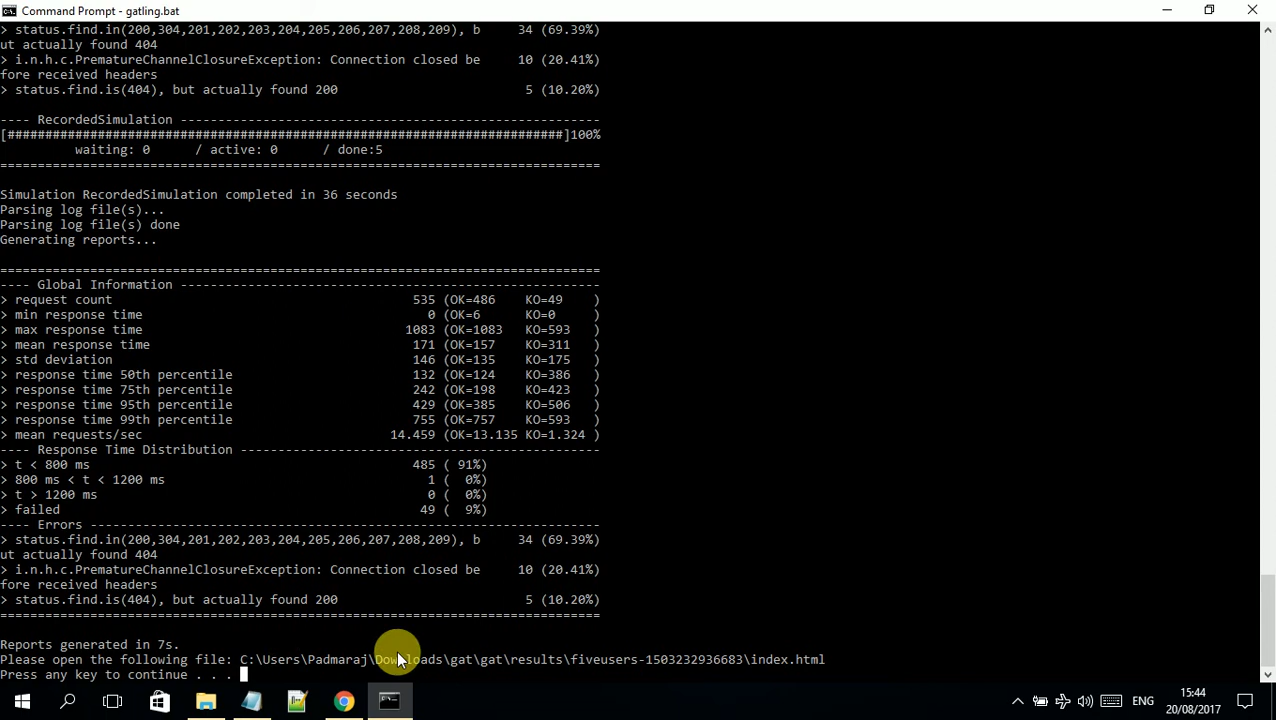 Command Prompt - gatling.bat
> status.find.in(200,304,201,202,203,204,205,206,207,208,209), b     34 (69.39%)
ut actually found 404
> i.n.h.c.PrematureChannelClosureException: Connection closed be     10 (20.41%)
fore received headers
> status.find.is(404), but actually found 200                         5 (10.20%)
---- RecordedSimulation --------------------------------------------------------
[##########################################################################]100%
          waiting: 0      / active: 0      / done:5
================================================================================
Simulation RecordedSimulation completed in 36 seconds
Parsing log file(s)...
Parsing log file(s) done
Generating reports...
================================================================================
---- Global Information --------------------------------------------------------
> request count                                        535 (OK=486    KO=49    )
> min response time                                      0 (OK=6      KO=0     )
> max response time                                   1083 (OK=1083   KO=593   )
> mean response time                                   171 (OK=157    KO=311   )
> std deviation                                        146 (OK=135    KO=175   )
> response time 50th percentile                        132 (OK=124    KO=386   )
> response time 75th percentile                        242 (OK=198    KO=423   )
> response time 95th percentile                        429 (OK=385    KO=506   )
> response time 99th percentile                        755 (OK=757    KO=593   )
> mean requests/sec                                 14.459 (OK=13.135 KO=1.324 )
---- Response Time Distribution ------------------------------------------------
> t < 800 ms                                           485 ( 91%)
> 800 ms < t < 1200 ms                                   1 (  0%)
> t > 1200 ms                                            0 (  0%)
> failed                                                49 (  9%)
---- Errors --------------------------------------------------------------------
> status.find.in(200,304,201,202,203,204,205,206,207,208,209), b     34 (69.39%)
ut actually found 404
> i.n.h.c.PrematureChannelClosureException: Connection closed be     10 (20.41%)
fore received headers
> status.find.is(404), but actually found 200                         5 (10.20%)
================================================================================
Reports generated in 7s.
Please open the following file: C:\Users\Padmaraj\Downloads\gat\gat\results\fiveusers-1503232936683\index.html
Press any key to continue . . .
ENG
15:44
20/08/2017